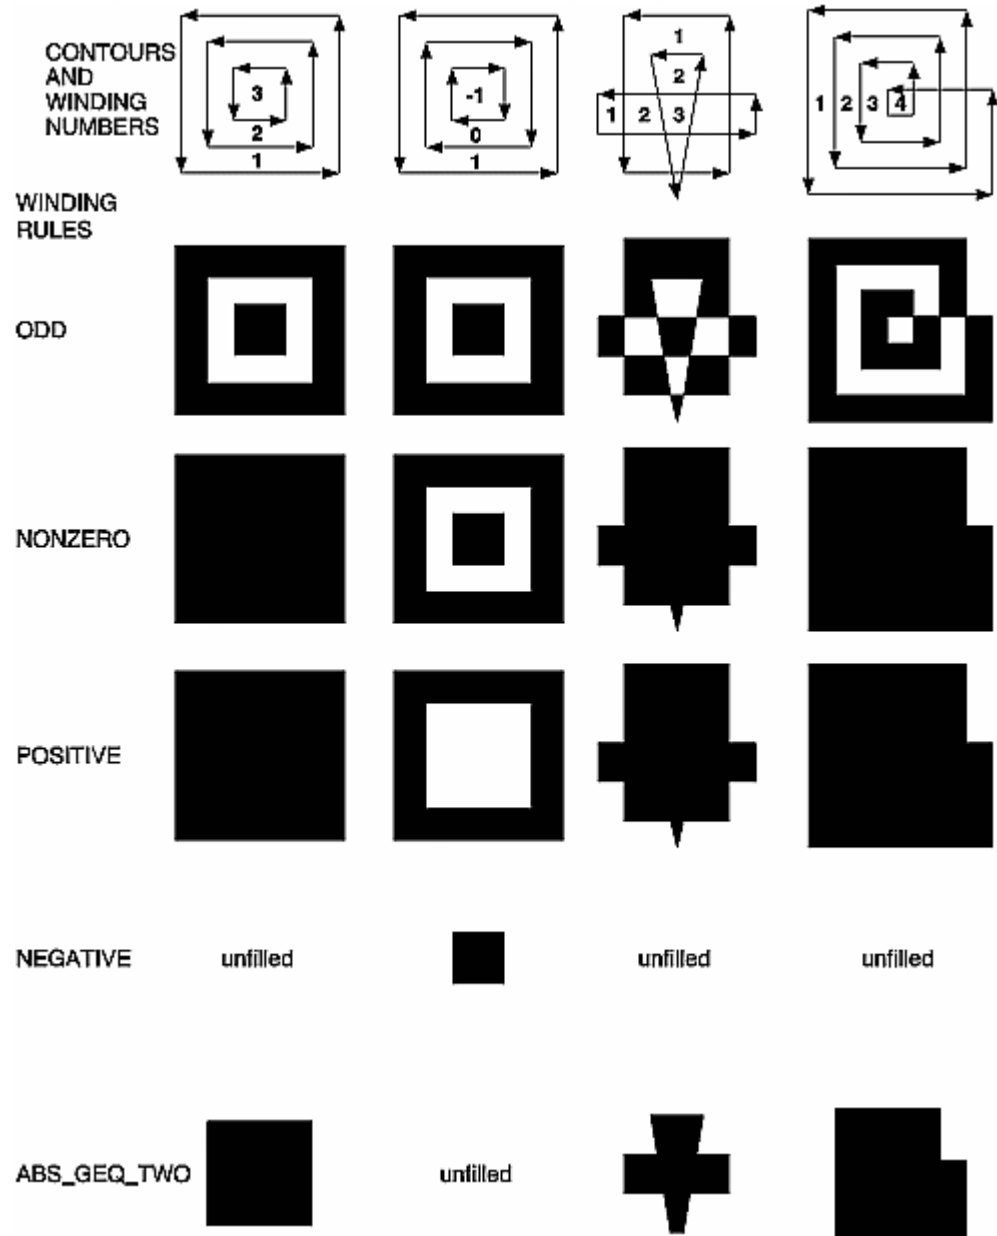 CONTOURS
AND
WINDING
NUMBERS
3
2
1
-1
0
1
1
2
1 2 3
1 2 3 4
WINDING
RULES
ODD
NONZERO
POSITIVE
NEGATIVE unfilled unfilled unfilled
ABS_GEQ_TWO unfilled